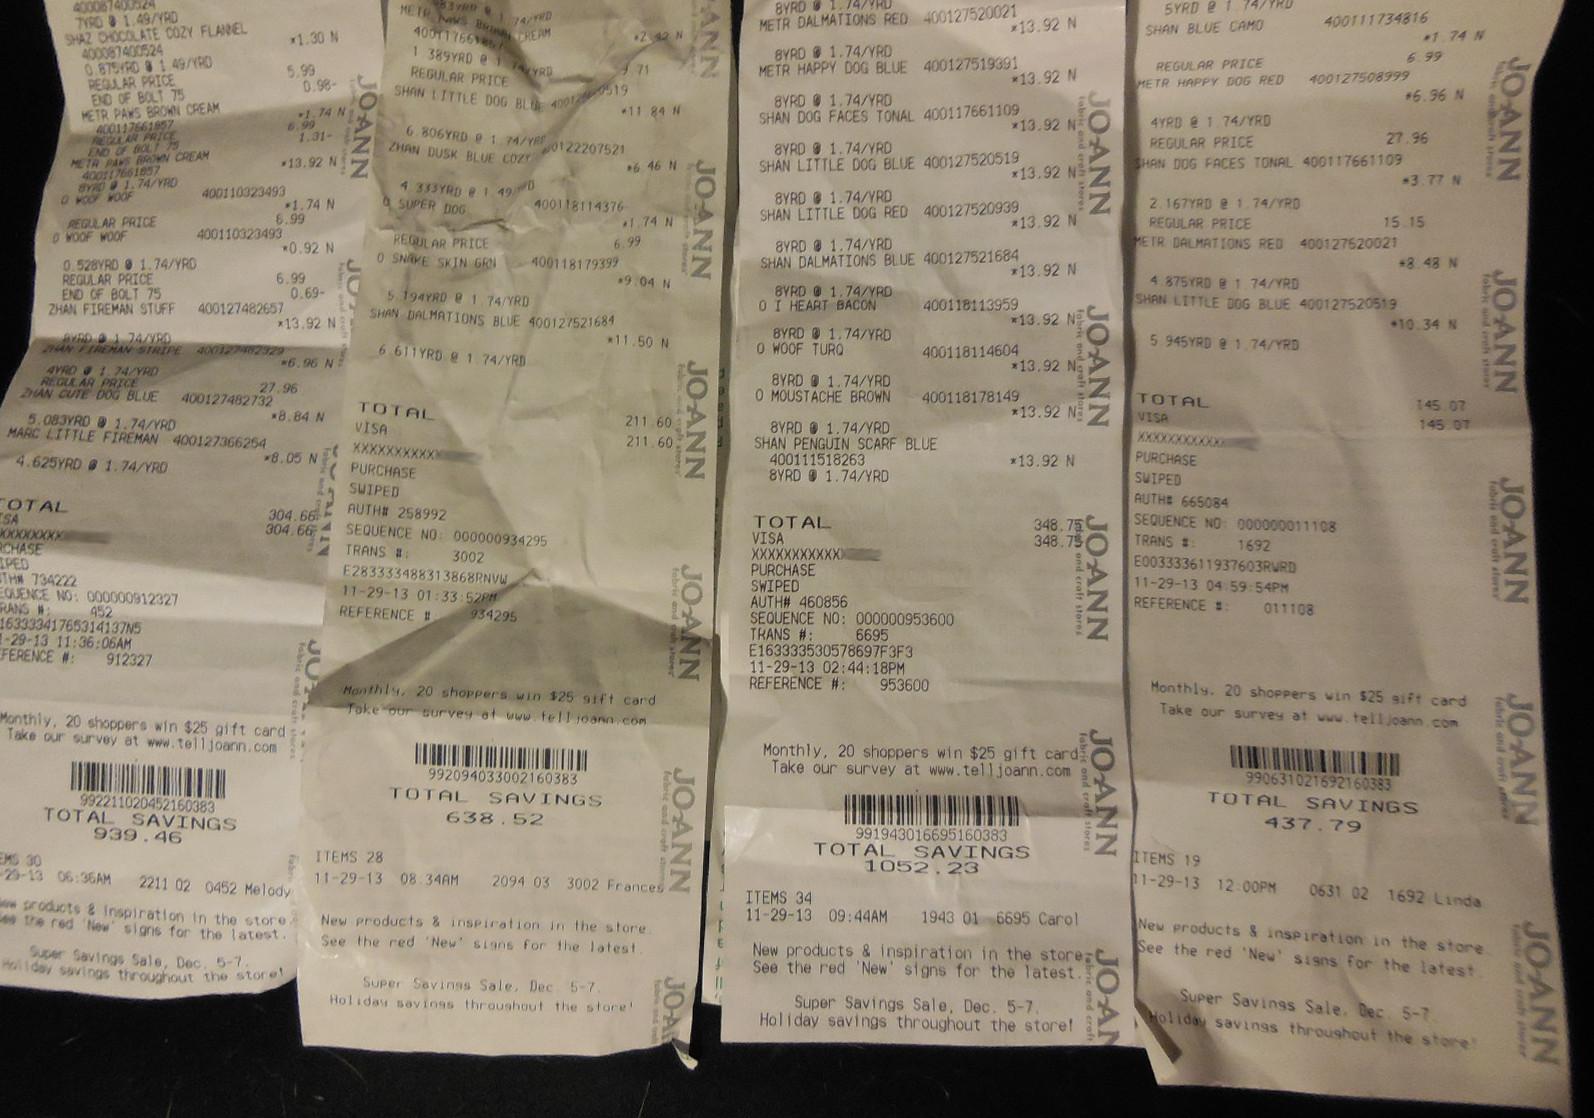 400087400524
7YRD @ 1.49/YRD
SHAZ CHOCOLATE COZY FLANNEL
*1.30 N
400087400524
0.875YRD @ 1.49/YRD
REGULAR PRICE 5.99
END OF BOLT 75 0.98-
METR PAWS BROWN CREAM
*1.74 N
400117661857
REGULAR PRICE 6.99
END OF BOLT 75 1.31-
METR PAWS BROWN CREAM
400117661857 *13.92 N
8YRD @ 1.74/YRD
O WOOF WOOF 400110323493
*1.74 N
REGULAR PRICE 6.99
O WOOF WOOF 400110323493
*0.92 N
0.528YRD @ 1.74/YRD
REGULAR PRICE 6.99
END OF BOLT 75 0.69-
ZHAN FIREMAN STUFF 400127482657
*13.92 N
8YRD @ 1.74/YRD
ZHAN FIREMAN STRIPE 400127482929
*6.96 N
4YRD @ 1.74/YRD
REGULAR PRICE 27.96
ZHAN CUTE DOG BLUE 400127482732
*8.84 N
5.083YRD @ 1.74/YRD
MARC LITTLE FIREMAN 400127366254
*8.05 N
4.625YRD @ 1.74/YRD
TOTAL 304.66
ISA 304.66
XXXXXXXXX
RCHASE
IPED
TH# 734222
EQUENCE NO: 000000912327
RANS #: 452
1633334176531413 7N5
1-29-13 11:36:06AM
FERENCE #: 912327
Monthly, 20 shoppers win $25 gift card
Take our survey at www.telljoann.com
992211020452160383
TOTAL SAVINGS
939.46
EMS 30
-29-13 06:36AM 2211 02 0452 Melody
New products & inspiration in the store.
See the red 'New' signs for the latest.
Super Savings Sale, Dec. 5-7.
Holiday savings throughout the store!
METR PAWS BROWN CREAM
*2.42 N
1.389YRD @ 1.74/YRD
REGULAR PRICE 9.71
SHAN LITTLE DOG BLUE
*11.84 N
6.806YRD @ 1.74/YRD
ZHAN DUSK BLUE COZY 400122207521
*6.46 N
4.333YRD @ 1.49/YRD
O SUPER DOG 400118114376
*1.74 N
REGULAR PRICE 6.99
O SNAKE SKIN GRN 400118179399
*9.04 N
5.194YRD @ 1.74/YRD
SHAN DALMATIONS BLUE 400127521684
*11.50 N
6.611YRD @ 1.74/YRD
TOTAL 211.60
VISA 211.60
XXXXXXXXXXX
PURCHASE
SWIPED
AUTH# 258992
SEQUENCE NO: 000000934295
TRANS #: 3002
E283333488313868RNVW
11-29-13 01:33:52PM
REFERENCE # 934295
Monthly, 20 shoppers win $25 gift card
Take our survey at www.telljoann.com
992094033002160383
TOTAL SAVINGS
638.52
ITEMS 28
11-29-13 08:34AM 2094 03 3002 Frances
New products & inspiration in the store.
See the red 'New' signs for the latest.
Super Savings Sale, Dec. 5-7.
Holiday savings throughout the store!
METR DALMATIONS RED 400127520021
*13.92 N
8YRD @ 1.74/YRD
METR HAPPY DOG BLUE 400127519391
*13.92 N
8YRD @ 1.74/YRD
SHAN DOG FACES TONAL 400117661109
*13.92 N
8YRD @ 1.74/YRD
SHAN LITTLE DOG BLUE 400127520519
*13.92 N
8YRD @ 1.74/YRD
SHAN LITTLE DOG RED 400127520939
*13.92 N
8YRD @ 1.74/YRD
SHAN DALMATIONS BLUE 400127521684
*13.92 N
8YRD @ 1.74/YRD
O I HEART BACON 400118113959
*13.92 N
8YRD @ 1.74/YRD
O WOOF TURQ 400118114604
*13.92 N
8YRD @ 1.74/YRD
O MOUSTACHE BROWN 400118178149
*13.92 N
8YRD @ 1.74/YRD
SHAN PENGUIN SCARF BLUE
400111518263 *13.92 N
8YRD @ 1.74/YRD
TOTAL 348.75
VISA 348.75
XXXXXXXXXXXX
PURCHASE
SWIPED
AUTH# 460856
SEQUENCE NO: 000000953600
TRANS #: 6695
E163333530578697F3F3
11-29-13 02:44:18PM
REFERENCE #: 953600
Monthly, 20 shoppers win $25 gift card
Take our survey at www.telljoann.com
991943016695160383
TOTAL SAVINGS
1052.23
ITEMS 34
11-29-13 09:44AM 1943 01 6695 Carol
New products & inspiration in the store.
See the red 'New' signs for the latest.
Super Savings Sale, Dec. 5-7.
Holiday savings throughout the store!
5YRD @ 1.74/YRD
SHAN BLUE CAMO 400111734816
*1.74 N
REGULAR PRICE 6.99
METR HAPPY DOG RED 400127508999
*6.96 N
4YRD @ 1.74/YRD
REGULAR PRICE 27.96
SHAN DOG FACES TONAL 400117661109
*3.77 N
2.167YRD @ 1.74/YRD
REGULAR PRICE 15.15
METR DALMATIONS RED 400127520021
*8.48 N
4.875YRD @ 1.74/YRD
SHAN LITTLE DOG BLUE 400127520519
*10.34 N
5.945YRD @ 1.74/YRD
TOTAL 145.07
VISA 145.07
XXXXXXXXXXXX
PURCHASE
SWIPED
AUTH# 665084
SEQUENCE NO: 000000011108
TRANS #: 1692
E003333611937603RWRD
11-29-13 04:59:54PM
REFERENCE #: 011108
Monthly, 20 shoppers win $25 gift card
Take our survey at www.telljoann.com
990631021692160383
TOTAL SAVINGS
437.79
ITEMS 19
11-29-13 12:00PM 0631 02 1692 Linda
New products & inspiration in the store.
See the red 'New' signs for the latest.
Super Savings Sale, Dec. 5-7.
Holiday savings throughout the store!
JOANN
fabric and craft stores